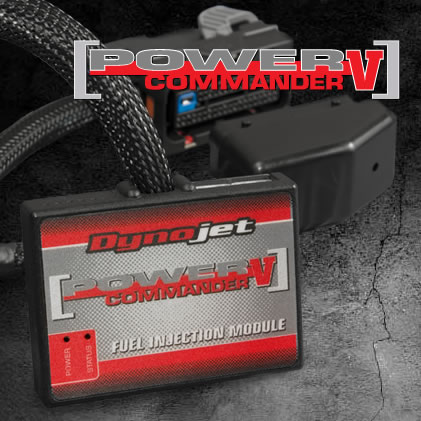 [POWER V]
COMMANDER
Dynojet
[POWER V]
COMMANDER
FUEL INJECTION MODULE
POWER
STATUS